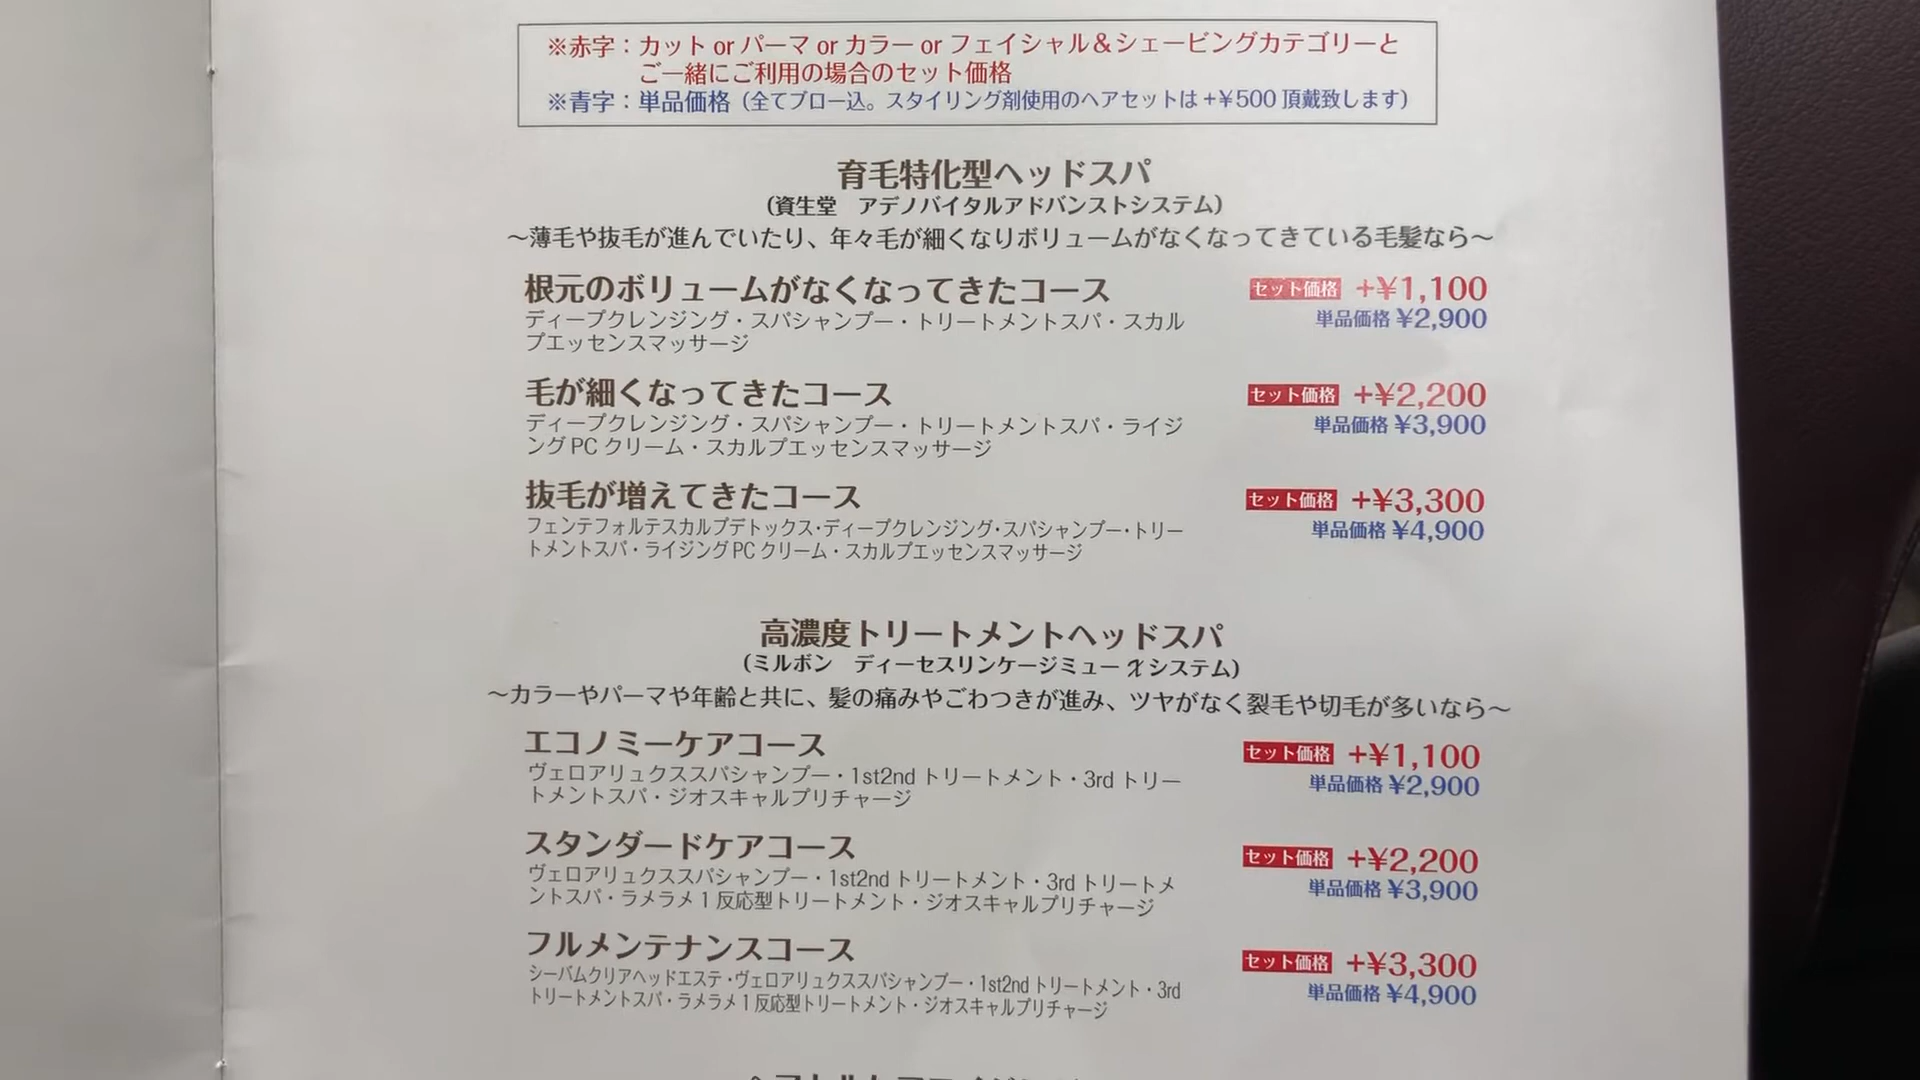 ※赤字：カット or パーマ or カラー or フェイシャル＆シェービングカテゴリーと
ご一緒にご利用の場合のセット価格
※青字：単品価格（全てブロー込。スタイリング剤使用のヘアセットは +¥500 頂戴致します）
育毛特化型ヘッドスパ
（資生堂　アデノバイタルアドバンストシステム）
～薄毛や抜毛が進んでいたり、年々毛が細くなりボリュームがなくなってきている毛髪なら～
根元のボリュームがなくなってきたコース
セット価格 +¥1,100
ディープクレンジング・スパシャンプー・トリートメントスパ・スカル
単品価格 ¥2,900
プエッセンスマッサージ
毛が細くなってきたコース
セット価格 +¥2,200
ディープクレンジング・スパシャンプー・トリートメントスパ・ライジ
単品価格 ¥3,900
ングPCクリーム・スカルプエッセンスマッサージ
抜毛が増えてきたコース
セット価格 +¥3,300
フェンテフォルテスカルプデトックス・ディープクレンジング・スパシャンプー・トリー
単品価格 ¥4,900
トメントスパ・ライジングPCクリーム・スカルプエッセンスマッサージ
高濃度トリートメントヘッドスパ
（ミルボン　ディーセスリンケージミューχシステム）
～カラーやパーマや年齢と共に、髪の痛みやごわつきが進み、ツヤがなく裂毛や切毛が多いなら～
エコノミーケアコース
セット価格 +¥1,100
ヴェロアリュクススパシャンプー・1st2nd トリートメント・3rd トリー
単品価格 ¥2,900
トメントスパ・ジオスキャルプリチャージ
スタンダードケアコース
セット価格 +¥2,200
ヴェロアリュクススパシャンプー・1st2nd トリートメント・3rd トリートメ
単品価格 ¥3,900
ントスパ・ラメラメ1反応型トリートメント・ジオスキャルプリチャージ
フルメンテナンスコース
セット価格 +¥3,300
シーバムクリアヘッドエステ・ヴェロアリュクススパシャンプー・1st2nd トリートメント・3rd
単品価格 ¥4,900
トリートメントスパ・ラメラメ1反応型トリートメント・ジオスキャルプリチャージ